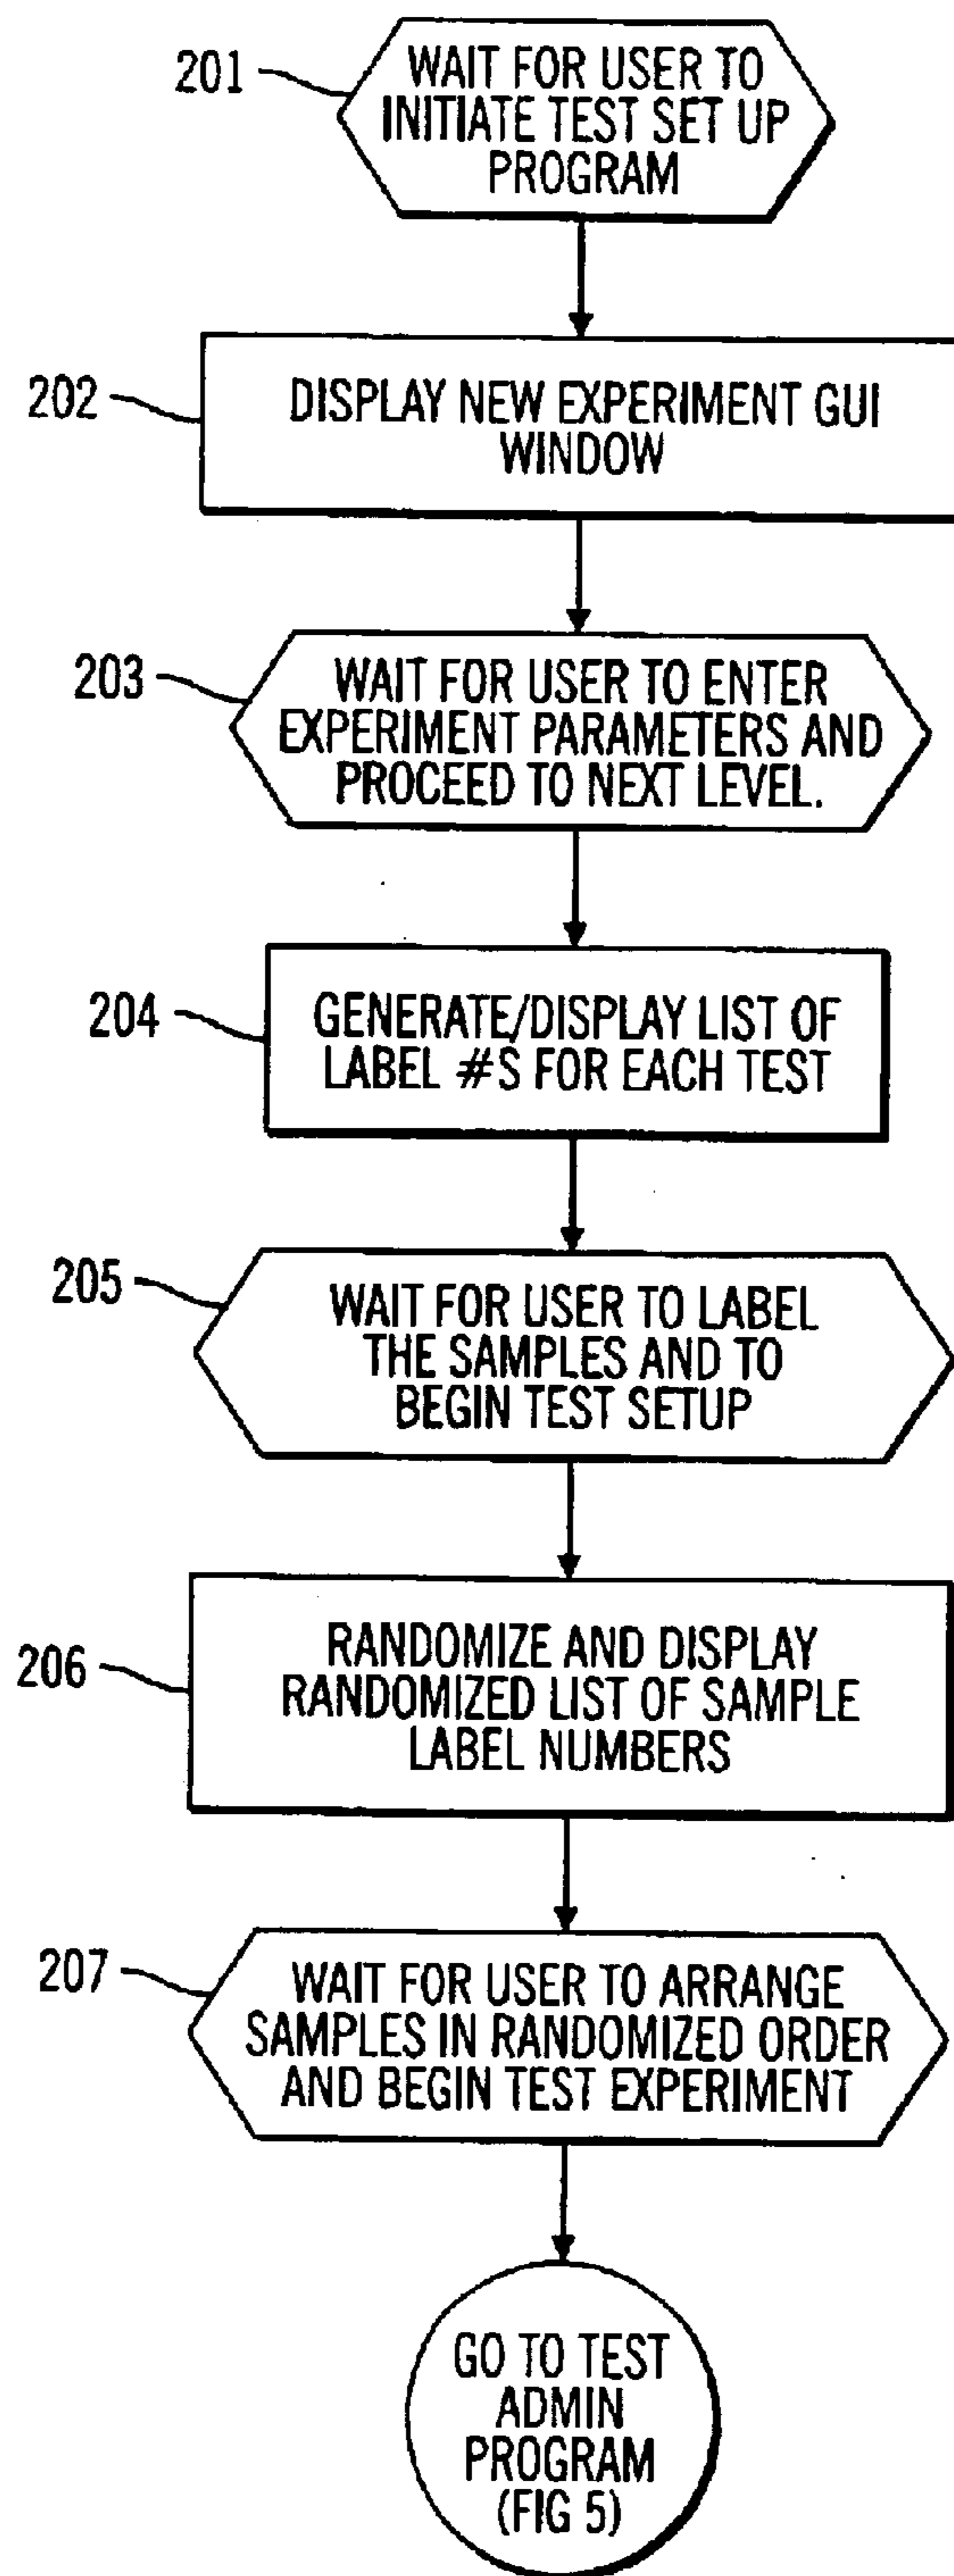 201
WAIT FOR USER TO
INITIATE TEST SET UP
PROGRAM
202
DISPLAY NEW EXPERIMENT GUI
WINDOW
203
WAIT FOR USER TO ENTER
EXPERIMENT PARAMETERS AND
PROCEED TO NEXT LEVEL.
204
GENERATE/DISPLAY LIST OF
LABEL #'S FOR EACH TEST
205
WAIT FOR USER TO LABEL
THE SAMPLES AND TO
BEGIN TEST SETUP
206
RANDOMIZE AND DISPLAY
RANDOMIZED LIST OF SAMPLE
LABEL NUMBERS
207
WAIT FOR USER TO ARRANGE
SAMPLES IN RANDOMIZED ORDER
AND BEGIN TEST EXPERIMENT
GO TO TEST
ADMIN
PROGRAM
(FIG 5)